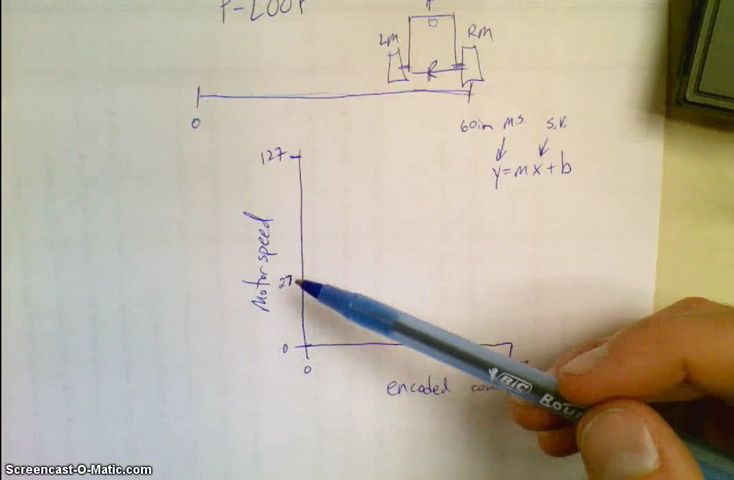 P-LOOP
LM
RM
R
0
60in m.s. s.v.
y=mx+b
127
Motor speed
27
0
0
encoded
BIC
Screencast-O-Matic.com